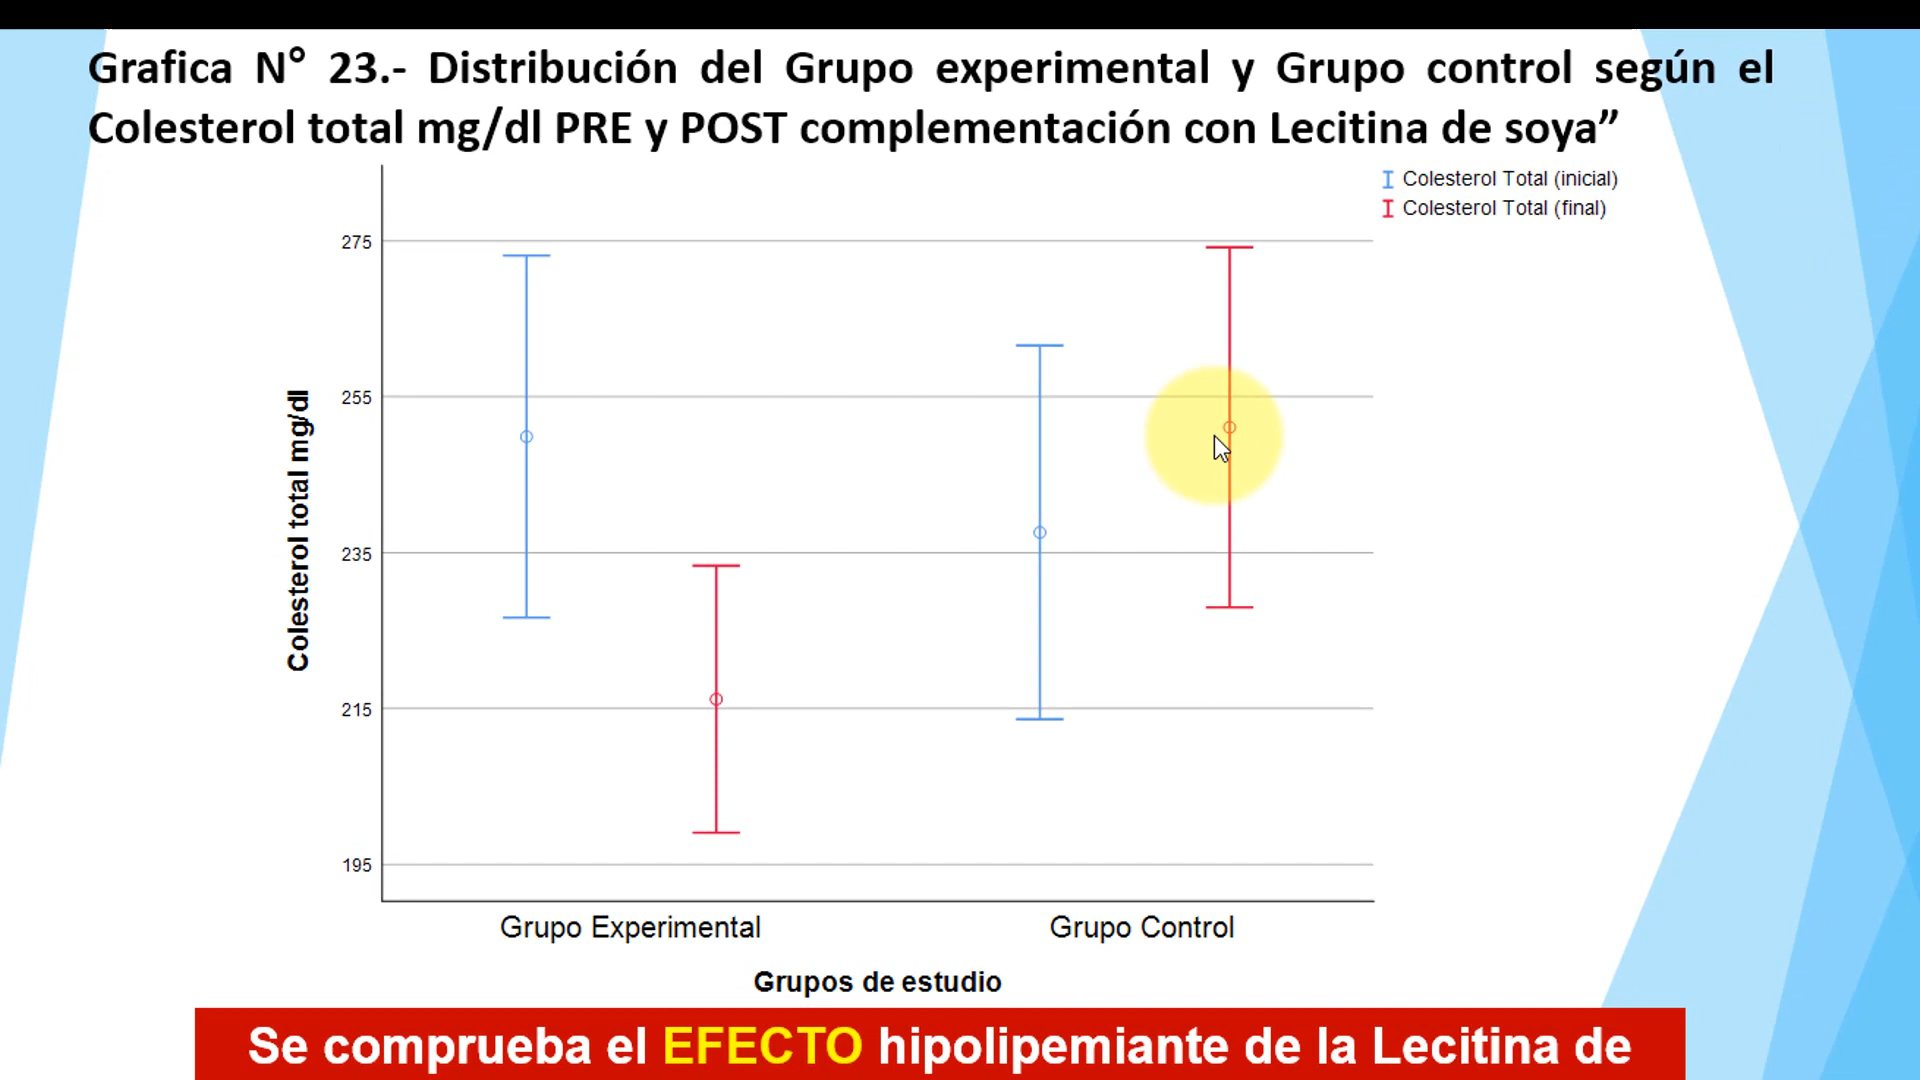 Grafica N° 23.- Distribución del Grupo experimental y Grupo control según el
Colesterol total mg/dl PRE y POST complementación con Lecitina de soya”
Colesterol Total (inicial)
Colesterol Total (final)
275
255
235
215
195
Colesterol total mg/dl
Grupo Experimental
Grupo Control
Grupos de estudio
Se comprueba el EFECTO hipolipemiante de la Lecitina de